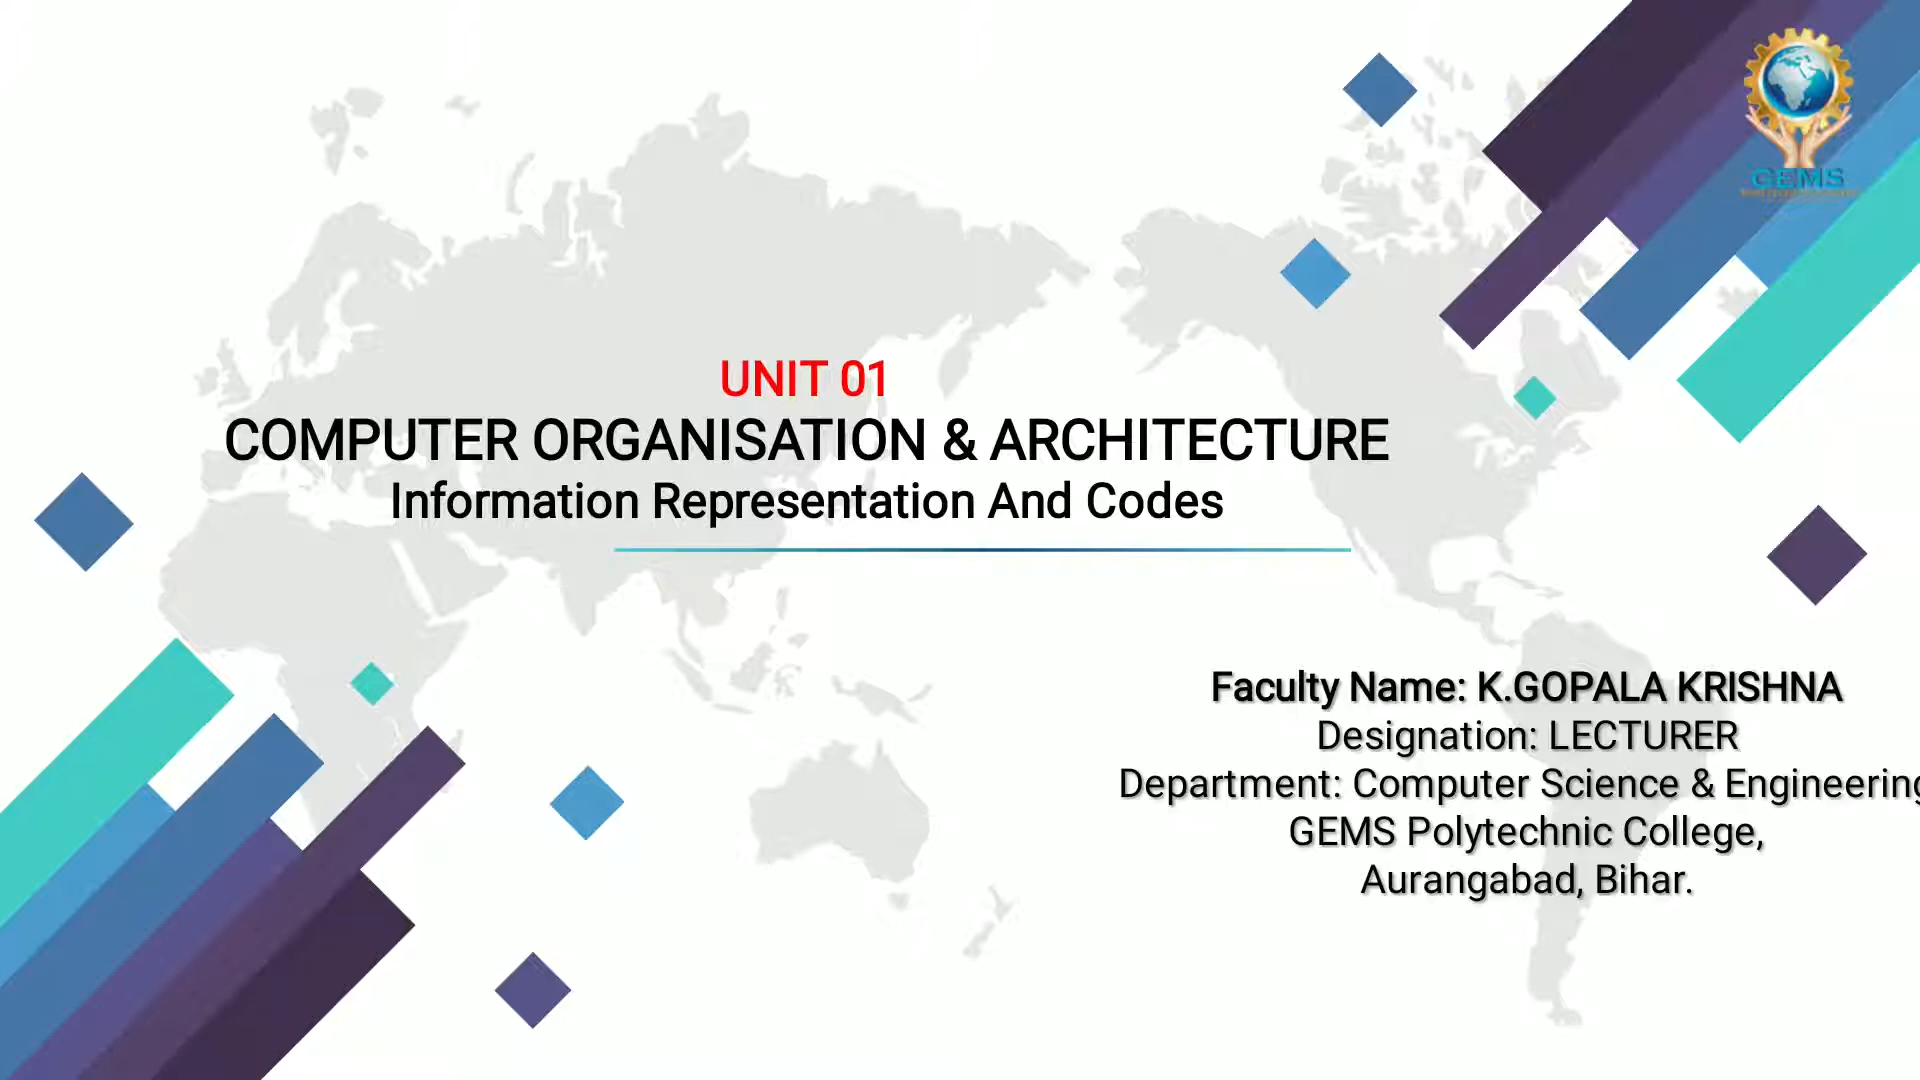 GEMS
UNIT 01
COMPUTER ORGANISATION & ARCHITECTURE
Information Representation And Codes
Faculty Name: K.GOPALA KRISHNA
Designation: LECTURER
Department: Computer Science & Engineering
GEMS Polytechnic College,
Aurangabad, Bihar.